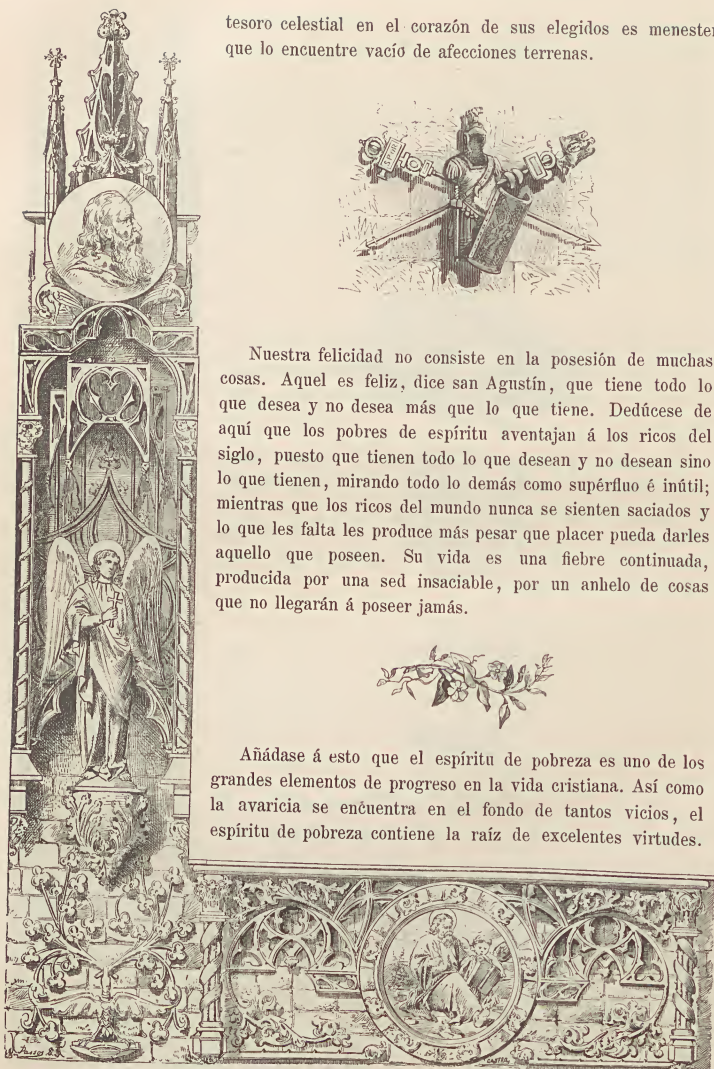 tesoro celestial en el corazón de sus elegidos es menester
que lo encuentre vacío de afecciones terrenas.
S.P.Q.R.
Nuestra felicidad no consiste en la posesión de muchas
cosas. Aquel es feliz, dice san Agustín, que tiene todo lo
que desea y no desea más que lo que tiene. Dedúcese de
aquí que los pobres de espíritu aventajan á los ricos del
siglo, puesto que tienen todo lo que desean y no desean sino
lo que tienen, mirando todo lo demás como supérfluo é inútil;
mientras que los ricos del mundo nunca se sienten saciados y
lo que les falta les produce más pesar que placer pueda darles
aquello que poseen. Su vida es una fiebre continuada,
producida por una sed insaciable, por un anhelo de cosas
que no llegarán á poseer jamás.
Añádase á esto que el espíritu de pobreza es uno de los
grandes elementos de progreso en la vida cristiana. Así como
la avaricia se encuentra en el fondo de tantos vicios, el
espíritu de pobreza contiene la raíz de excelentes virtudes.